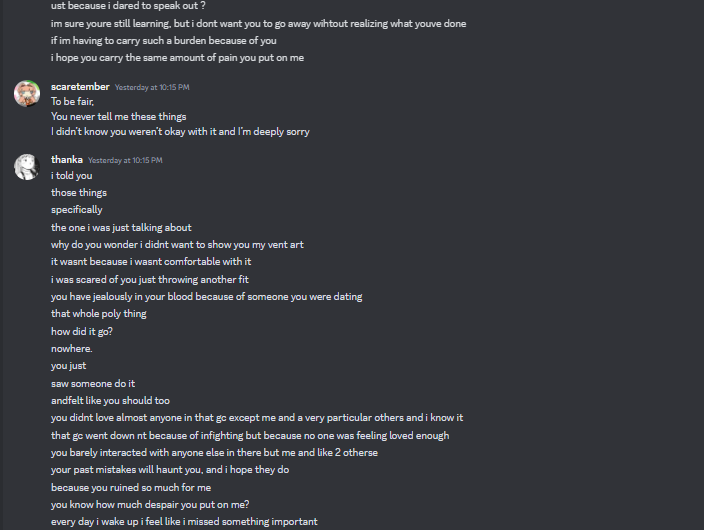 ust because i dared to speak out ?
im sure youre still learning, but i dont want you to go away wihtout realizing what youve done
if im having to carry such a burden because of you
i hope you carry the same amount of pain you put on me
scaretember Yesterday at 10:15 PM
To be fair,
You never tell me these things
I didn't know you weren't okay with it and I'm deeply sorry
thanka Yesterday at 10:15 PM
i told you
those things
specifically
the one i was just talking about
why do you wonder i didnt want to show you my vent art
it wasnt because i wasnt comfortable with it
i was scared of you just throwing another fit
you have jealously in your blood because of someone you were dating
that whole poly thing
how did it go?
nowhere.
you just
saw someone do it
andfelt like you should too
you didnt love almost anyone in that gc except me and a very particular others and i know it
that gc went down nt because of infighting but because no one was feeling loved enough
you barely interacted with anyone else in there but me and like 2 otherse
your past mistakes will haunt you, and i hope they do
because you ruined so much for me
you know how much despair you put on me?
every day i wake up i feel like i missed something important